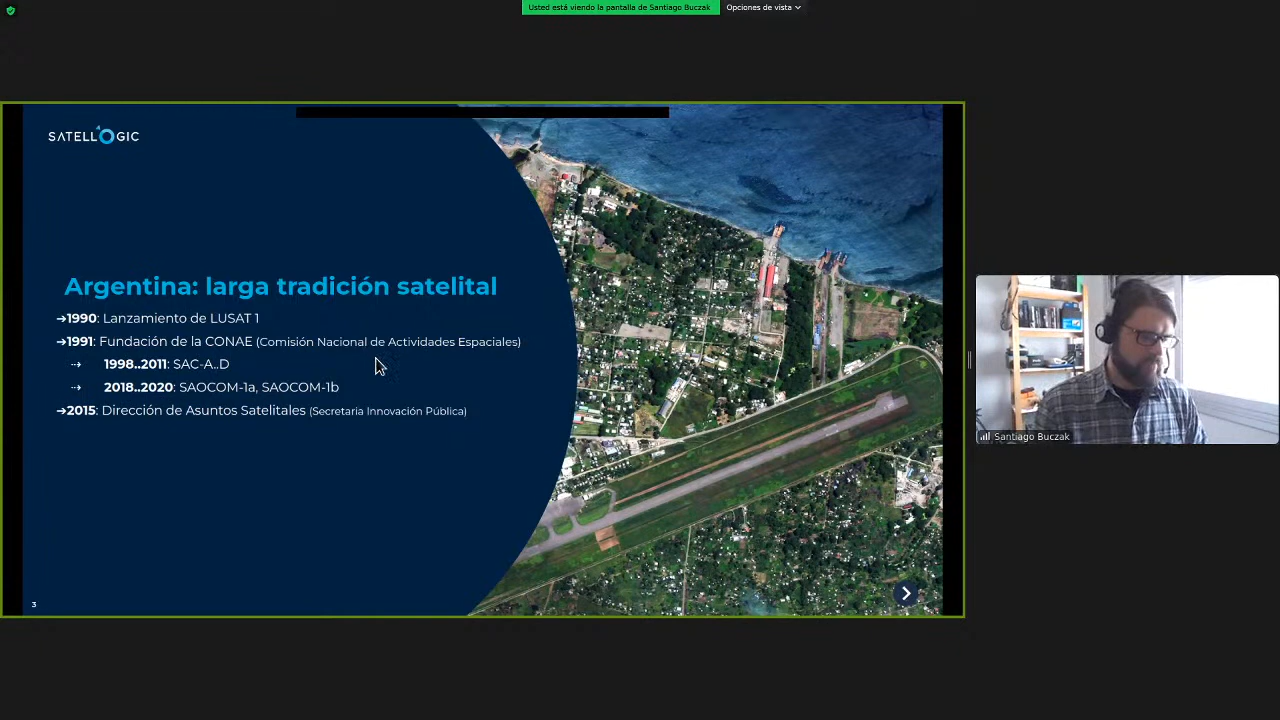 Usted está viendo la pantalla de Santiago Buczak
Opciones de vista
SATELLOGIC
Argentina: larga tradición satelital
➔1990: Lanzamiento de LUSAT 1
➔1991: Fundación de la CONAE (Comisión Nacional de Actividades Espaciales)
⇢ 1998..2011: SAC-A..D
⇢ 2018..2020: SAOCOM-1a, SAOCOM-1b
➔2015: Dirección de Asuntos Satelitales (Secretaria Innovación Pública)
3
Santiago Buczak